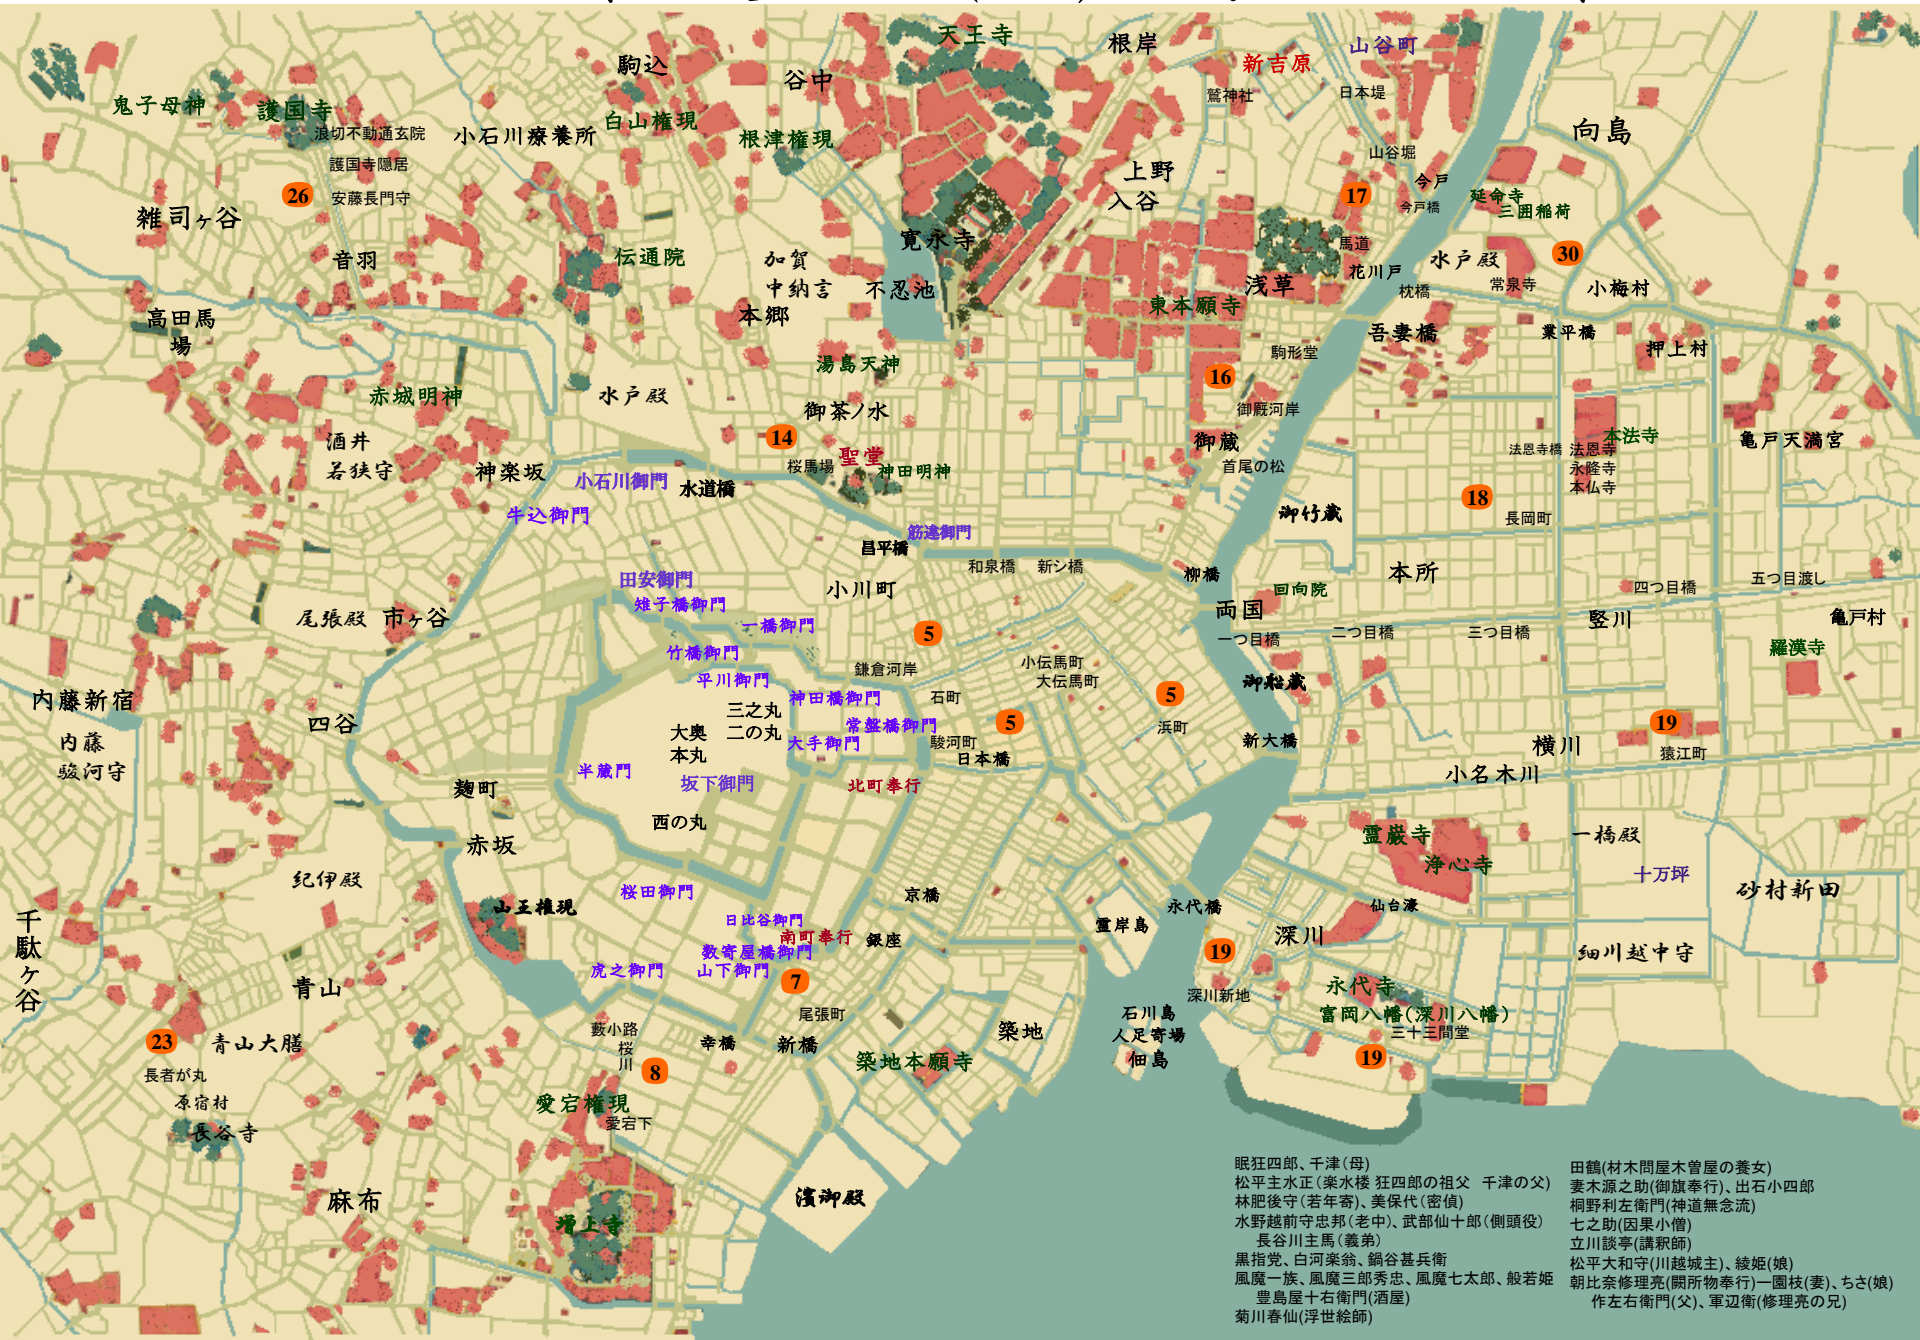 天王寺
根岸
山谷町
駒込
谷中
新吉原
鷲神社
日本堤
鬼子母神
護国寺
浪切不動通玄院
小石川療養所
白山権現
根津権現
向島
護国寺隠居
山谷堀
上野
入谷
今戸
26
安藤長門守
17
今戸橋
延命寺
三囲稲荷
雑司ヶ谷
寛永寺
馬道
音羽
伝通院
加賀
中納言
不忍池
浅草
花川戸
水戸殿
30
枕橋
常泉寺
小梅村
高田馬
場
本郷
東本願寺
吾妻橋
業平橋
押上村
駒形堂
湯島天神
16
赤城明神
水戸殿
御茶ノ水
御厩河岸
酒井
若狭守
14
聖堂
桜馬場
神田明神
御蔵
首尾の松
本法寺
法恩寺橋
法恩寺
永隆寺
本仏寺
亀戸天満宮
神楽坂
小石川御門
水道橋
18
牛込御門
御竹蔵
長岡町
筋違御門
昌平橋
和泉橋
新シ橋
柳橋
本所
田安御門
小川町
回向院
四つ目橋
五つ目渡し
雉子橋御門
両国
尾張殿
市ヶ谷
一橋御門
5
一つ目橋
二つ目橋
三つ目橋
竪川
亀戸村
竹橋御門
鎌倉河岸
小伝馬町
大伝馬町
羅漢寺
平川御門
御船蔵
内藤新宿
神田橋御門
石町
5
三之丸
二の丸
四谷
大奥
本丸
常盤橋御門
大手御門
5
浜町
19
駿河町
日本橋
新大橋
横川
猿江町
内藤
駿河守
半蔵門
坂下御門
北町奉行
小名木川
麹町
西の丸
赤坂
霊巌寺
浄心寺
一橋殿
十万坪
砂村新田
紀伊殿
桜田御門
京橋
山王権現
永代橋
仙台濠
千駄ヶ谷
日比谷御門
南町奉行
銀座
霊岸島
深川
数寄屋橋御門
19
細川越中守
虎之御門
山下御門
7
青山
深川新地
永代寺
尾張町
石川島
人足寄場
佃島
富岡八幡(深川八幡)
三十三間堂
藪小路
桜
川
幸橋
新橋
築地
23
青山大膳
築地本願寺
19
長者が丸
8
原宿村
愛宕権現
愛宕下
長谷寺
麻布
濱御殿
増上寺
眠狂四郎、千津(母)
松平主水正(楽水楼 狂四郎の祖父 千津の父)
林肥後守(若年寄)、美保代(密偵)
水野越前守忠邦(老中)、武部仙十郎(側頭役)
長谷川主馬(義弟)
黒指党、白河楽翁、鍋谷甚兵衛
風魔一族、風魔三郎秀忠、風魔七太郎、般若姫
豊島屋十右衛門(酒屋)
菊川春仙(浮世絵師)
田鶴(材木問屋木曽屋の養女)
妻木源之助(御旗奉行)、出石小四郎
桐野利左衛門(神道無念流)
七之助(因果小僧)
立川談亭(講釈師)
松平大和守(川越城主)、綾姫(娘)
朝比奈修理亮(闕所物奉行)一園枝(妻)、ちさ(娘)
作左右衛門(父)、軍辺衛(修理亮の兄)